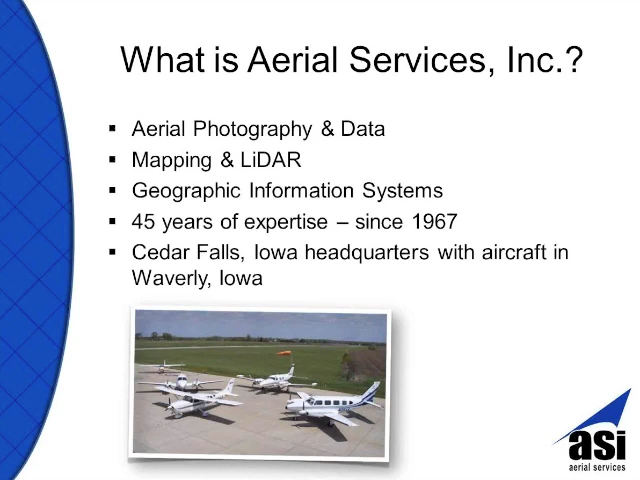 What is Aerial Services, Inc.?
▪ Aerial Photography & Data
▪ Mapping & LiDAR
▪ Geographic Information Systems
▪ 45 years of expertise – since 1967
▪ Cedar Falls, Iowa headquarters with aircraft in
Waverly, Iowa
asi
aerial services